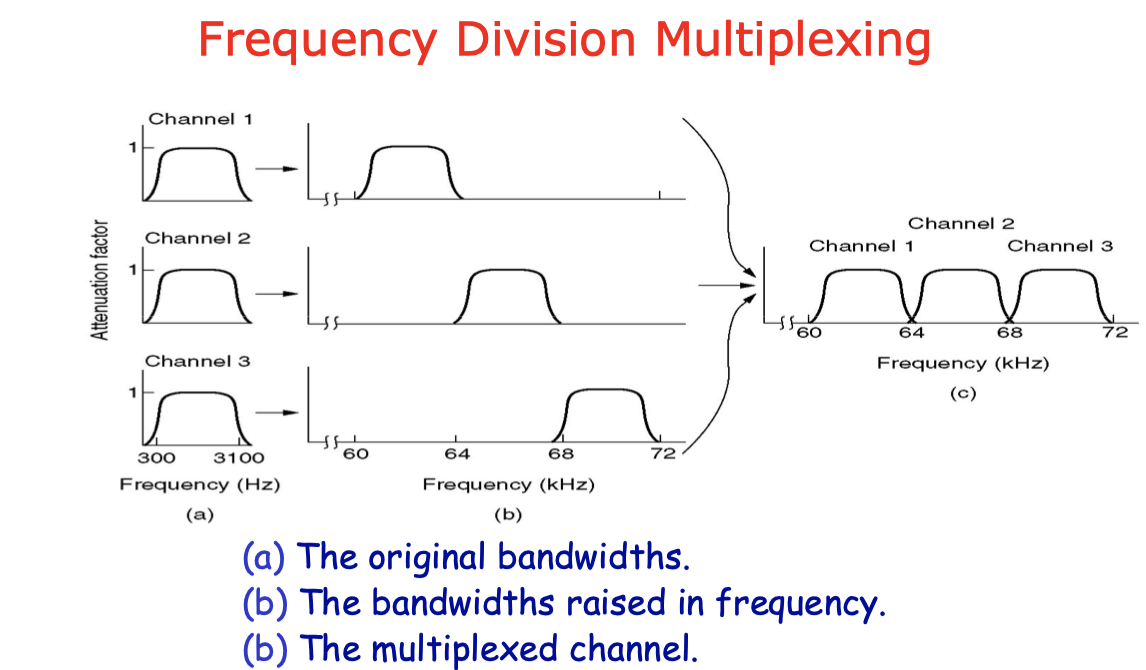 Frequency Division Multiplexing
Channel 1
1
Channel 2
1
Attenuation factor
Channel 3
1
300 3100
Frequency (Hz)
(a)
60 64 68 72
Frequency (kHz)
(b)
Channel 2
Channel 1 Channel 3
60 64 68 72
Frequency (kHz)
(c)
(a) The original bandwidths.
(b) The bandwidths raised in frequency.
(b) The multiplexed channel.